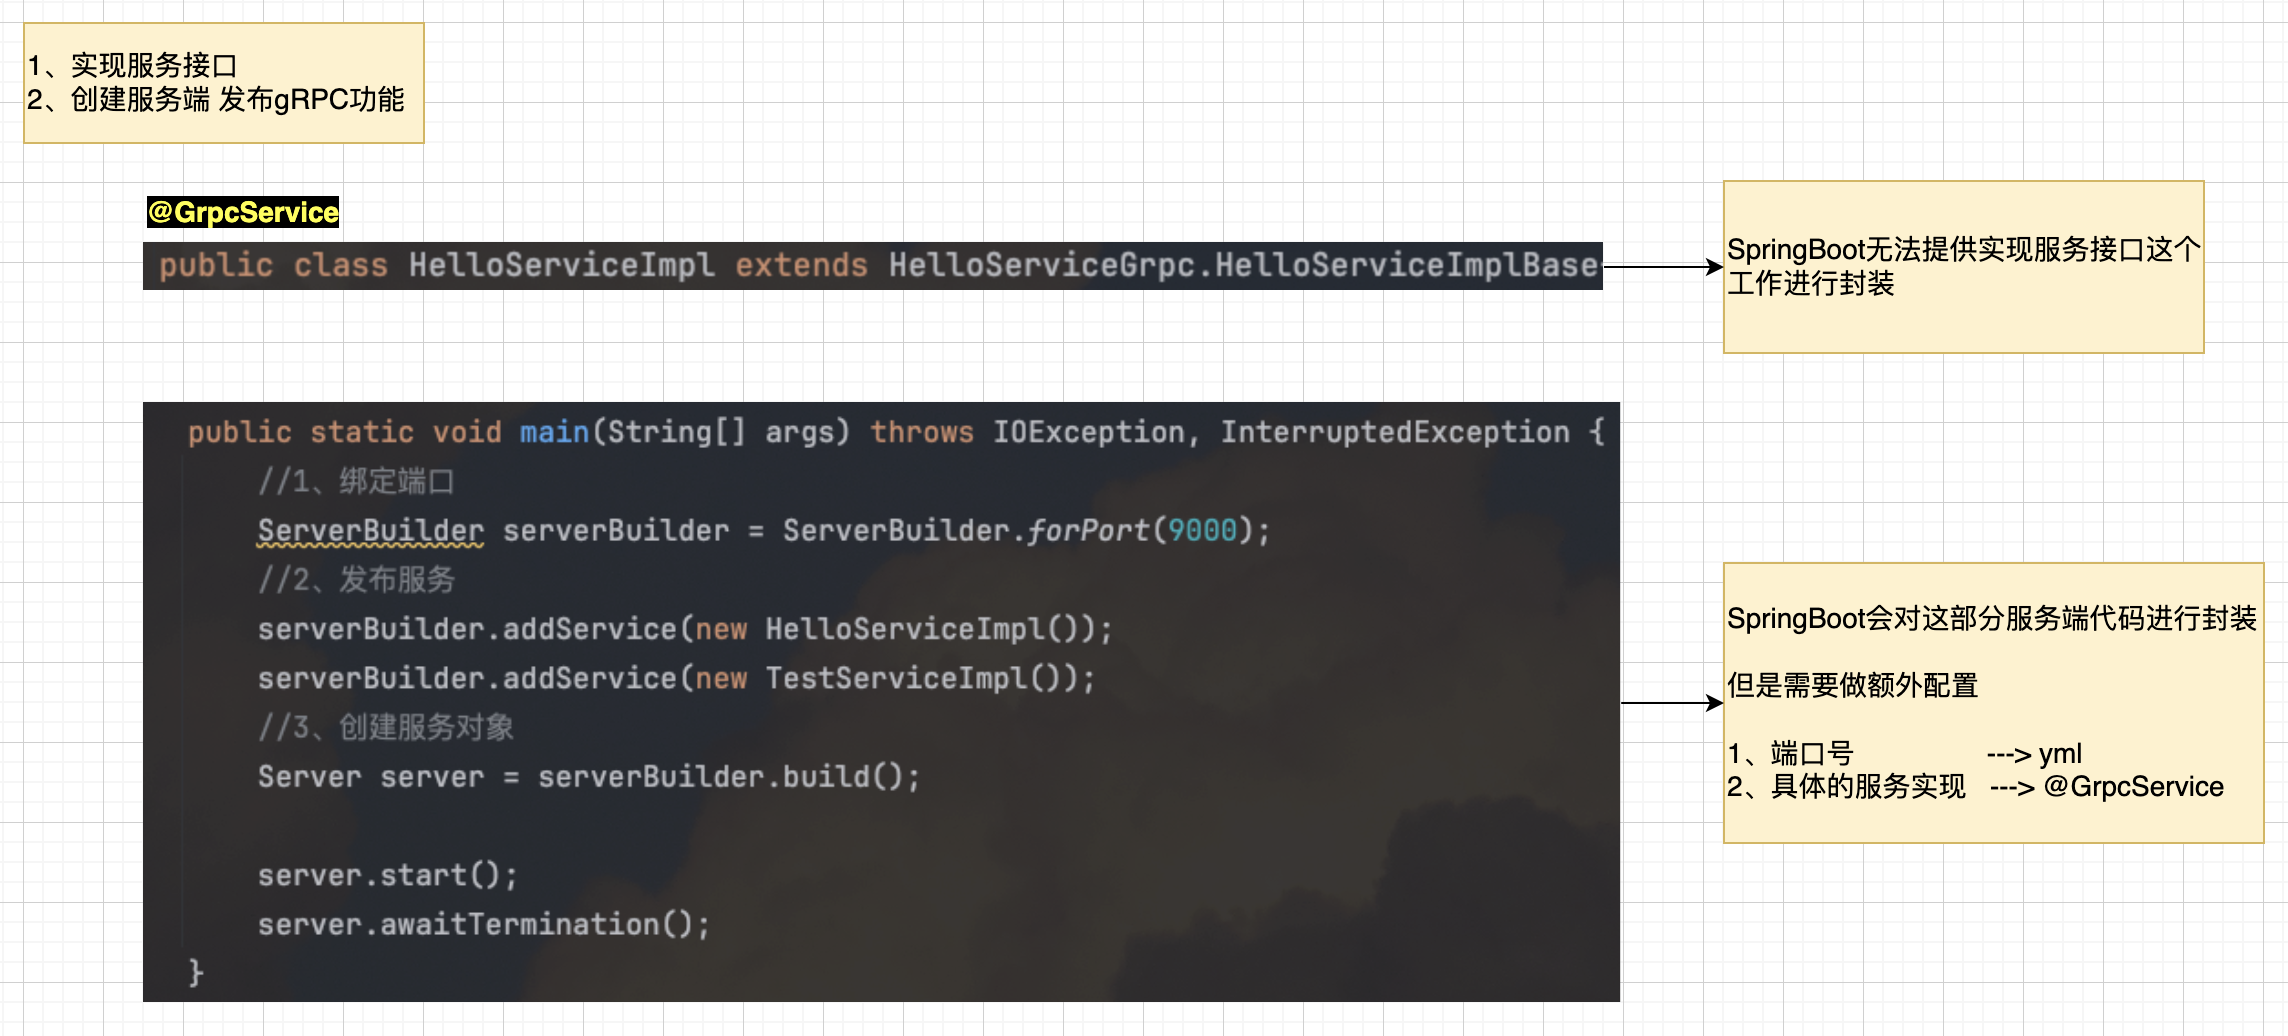 1、实现服务接口
2、创建服务端 发布gRPC功能
@GrpcService
public class HelloServiceImpl extends HelloServiceGrpc.HelloServiceImplBase
SpringBoot无法提供实现服务接口这个
工作进行封装
public static void main(String[] args) throws IOException, InterruptedException {
//1、绑定端口
ServerBuilder serverBuilder = ServerBuilder.forPort(9000);
//2、发布服务
serverBuilder.addService(new HelloServiceImpl());
serverBuilder.addService(new TestServiceImpl());
//3、创建服务对象
Server server = serverBuilder.build();
server.start();
server.awaitTermination();
}
SpringBoot会对这部分服务端代码进行封装
但是需要做额外配置
1、端口号 ---> yml
2、具体的服务实现 ---> @GrpcService